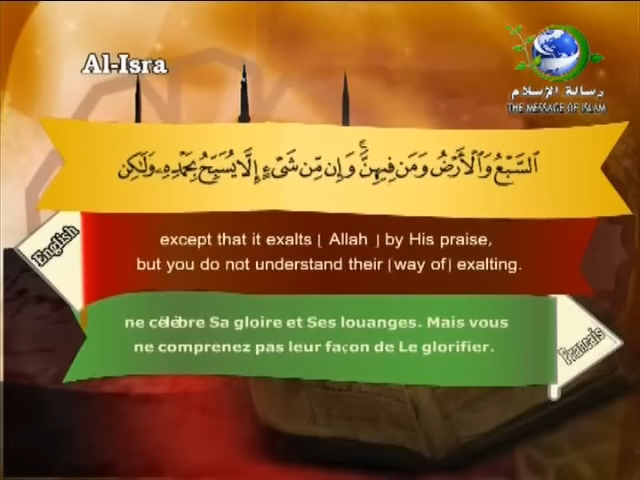 Al-Isra
رسالة الإسلام
THE MESSAGE OF ISLAM
ٱلسَّبْعُ وَٱلْأَرْضُ وَمَن فِيهِنَّ ۚ وَإِن مِّن شَىْءٍ إِلَّا يُسَبِّحُ بِحَمْدِهِۦ وَلَٰكِن
English
except that it exalts [ Allah ] by His praise,
but you do not understand their [way of] exalting.
ne célèbre Sa gloire et Ses louanges. Mais vous
ne comprenez pas leur façon de Le glorifier.
Francais